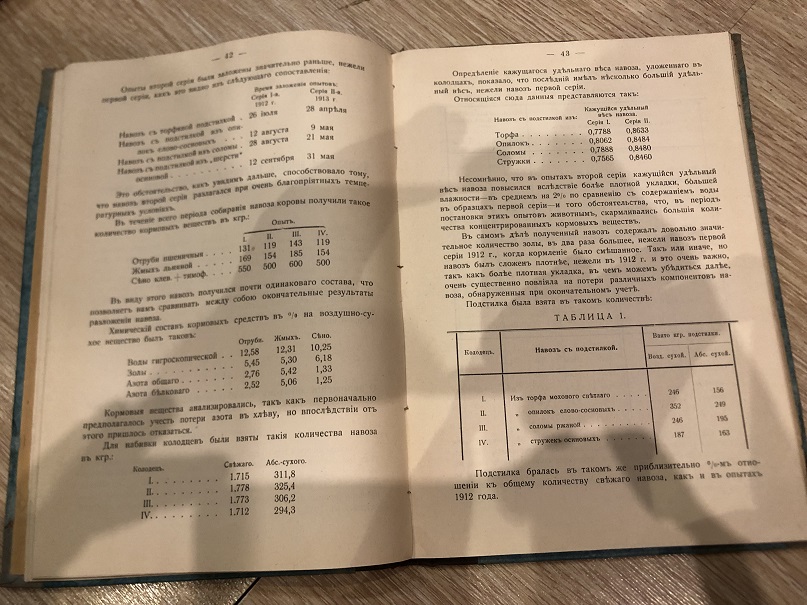 — 42 —
Опыты второй серіи были заложены значительно раньше, нежели
первой серіи, какъ это видно изъ слѣдующаго сопоставленія:
Время заложенія опытовъ:
Серія I-я. Серія II-я.
1912 г. 1913 г.
Навозъ съ торфяной подстилкой . 26 іюля 28 апрѣля
Навозъ съ подстилкой изъ опи-
локъ елово-сосновыхъ . . 12 августа 9 мая
Навозъ съ подстилкой изъ соломы . 28 августа 21 мая
Навозъ съ подстилкой изъ „шерсти“
осиновой . . . . . 12 сентября 31 мая
Это обстоятельство, какъ увидимъ дальше, способствовало тому,
что навозъ второй серіи разлагался при очень благопріятныхъ темпе-
ратурныхъ условіяхъ.
Въ теченіе всего періода собиранія навоза коровы получили такое
количество кормовыхъ веществъ въ кгр.:
Опытъ.
I. II. III. IV.
Отруби пшеничныя . . . . 131 119 143 119
Жмыхъ льняной . . . . . 169 154 185 154
Сѣно клев. + тимоф. . . . . 550 500 600 500
Въ виду этого навозъ получился почти одинаковаго состава, что
позволяетъ намъ сравнивать между собою окончательные результаты
разложенія навоза.
Химическій составъ кормовыхъ средствъ въ % на воздушно-су-
хое вещество былъ таковъ:
Отруби. Жмыхъ. Сѣно.
Воды гигроскопической . . 12,58 12,31 10,25
Золы . . . . . . . . 5,45 5,30 6,18
Азота общаго . . . . . 2,76 5,42 1,33
Азота бѣлковаго . . . . 2,52 5,06 1,25
Кормовыя вещества анализировались, такъ какъ первоначально
предполагалось учесть потери азота въ хлѣву, но впослѣдствіи отъ
этого пришлось отказаться.
Для набивки колодцевъ были взяты такія количества навоза
въ кгр.:
Колодецъ. Свѣжаго. Абс.-сухого.
I. . . . . . . . 1.715 311,8
II. . . . . . . . 1.778 325,4
III. . . . . . . . 1.773 306,2
IV. . . . . . . . 1.712 294,3
— 43 —
Опредѣленіе кажущагося удѣльнаго вѣса навоза, уложеннаго въ
колодцахъ, показало, что послѣдній имѣлъ нѣсколько большій удѣль-
ный вѣсъ, нежели навозъ первой серіи.
Относящіяся сюда данныя представляются такъ:
Кажущійся удѣльный
вѣсъ навоза.
Навозъ съ подстилкой изъ: Серія I. Серія II.
Торфа . . . . . . . . 0,7788 0,8633
Опилокъ . . . . . . . 0,8062 0,8484
Соломы . . . . . . . . 0,7888 0,8480
Стружки . . . . . . . 0,7565 0,8460
Несомнѣнно, что въ опытахъ второй серіи кажущійся удѣльный
вѣсъ навоза повысился вслѣдствіе болѣе плотной укладки, большей
влажности—въ среднемъ на 2% по сравненію съ содержаніемъ воды
въ образцахъ первой серіи—и того обстоятельства, что, въ періодъ
постановки этихъ опытовъ животнымъ, скармливались большія коли-
чества концентрированныхъ кормовыхъ веществъ.
Въ самомъ дѣлѣ полученный навозъ содержалъ довольно значи-
тельное количество золы, въ два раза большее, нежели навозъ первой
серіи 1912 г., когда кормленіе было смѣшанное. Такъ или иначе, но
навозъ былъ сложенъ плотнѣе, нежели въ 1912 г. и это очень важно,
такъ какъ болѣе плотная укладка, въ чемъ можемъ убѣдиться далѣе,
очень существенно повліяла на потери различныхъ компонентовъ на-
воза, обнаруженныя при окончательномъ учетѣ.
Подстилка была взята въ такомъ количествѣ:
ТАБЛИЦА 1.
Колодецъ. Навозъ съ подстилкой. Взято кгр. подстилки.
Возд. сухой. Абс. сухой.
I. Изъ торфа мохового свѣтлаго 246 156
II. „ опилокъ елово-сосновыхъ . . . . . 352 249
III. „ соломы ржаной . . . . . . . . 246 195
IV. „ стружекъ осиновыхъ . . . . . . 187 163
Подстилка бралась въ такомъ же приблизительно %-мъ отно-
шеніи къ общему количеству свѣжаго навоза, какъ и въ опытахъ
1912 года.